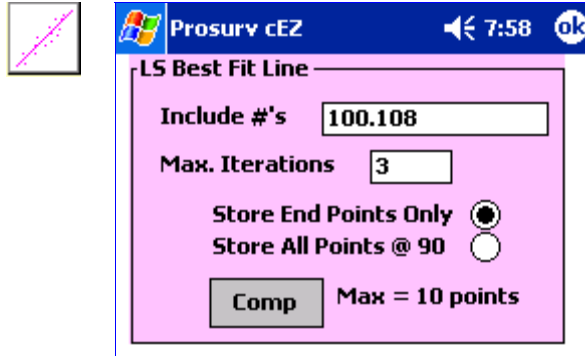 Prosurv cEZ 7:58 ok
LS Best Fit Line
Include #'s 100.108
Max. Iterations 3
Store End Points Only
Store All Points @ 90
Comp Max = 10 points